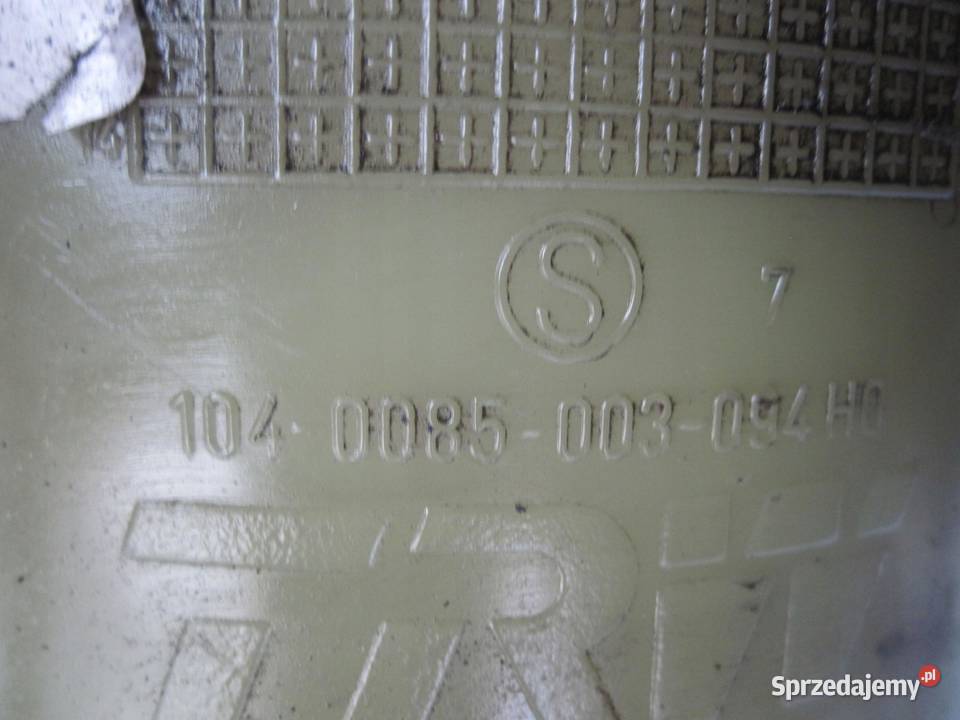 S 7
104-0085-003-094 H0
TRW
Sprzedajemy.pl